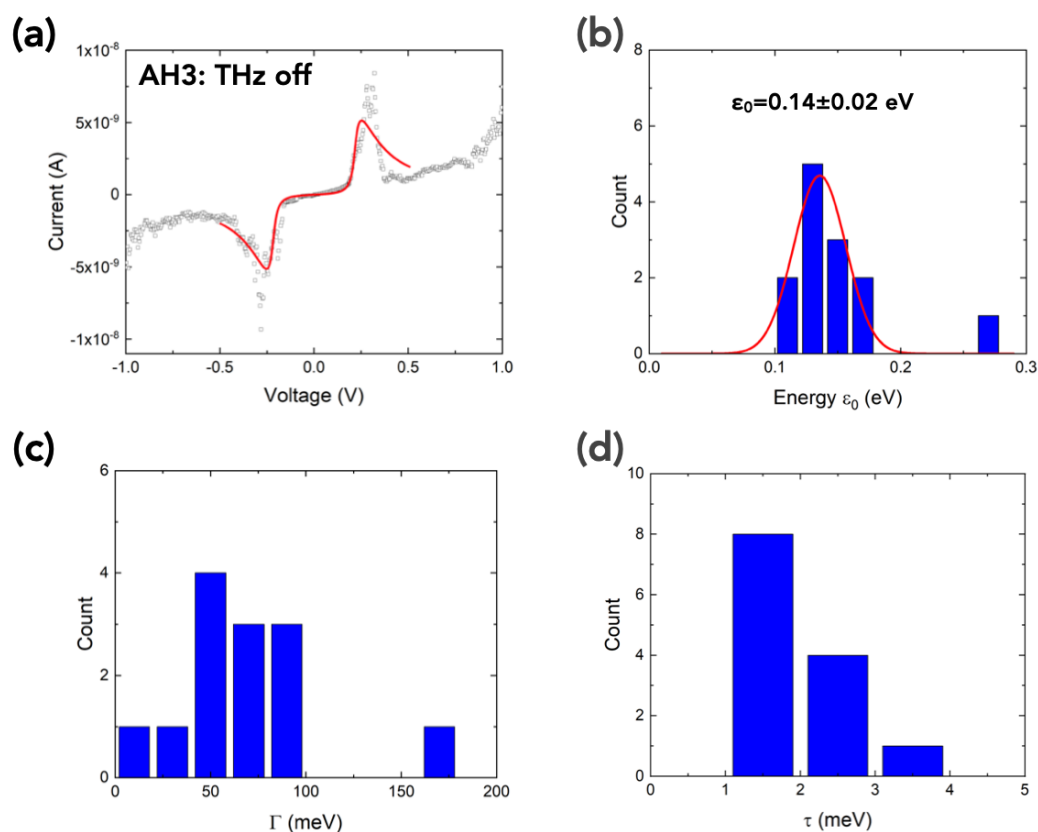 (a)
1x10⁻⁸
AH3: THz off
5x10⁻⁹
0
-5x10⁻⁹
-1x10⁻⁸
Current (A)
-1.0 -0.5 0.0 0.5 1.0
Voltage (V)
(b)
8
6
4
2
0
Count
ε₀=0.14±0.02 eV
0.0 0.1 0.2 0.3
Energy ε₀ (eV)
(c)
6
4
2
0
Count
0 50 100 150 200
Γ (meV)
(d)
10
8
6
4
2
0
Count
0 1 2 3 4 5
τ (meV)